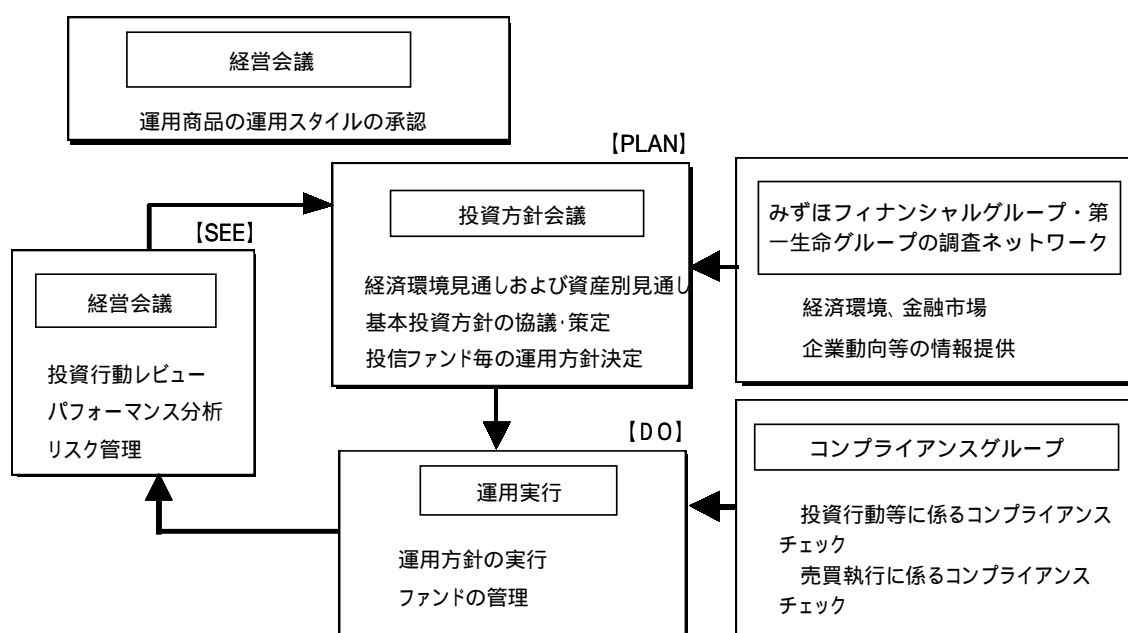 経営会議
運用商品の運用スタイルの承認
【PLAN】
投資方針会議
経済環境見通しおよび資産別見通し
基本投資方針の協議・策定
投信ファンド毎の運用方針決定
みずほフィナンシャルグループ・第
一生命グループの調査ネットワーク
経済環境、金融市場
企業動向等の情報提供
【SEE】
経営会議
投資行動レビュー
パフォーマンス分析
リスク管理
【DO】
運用実行
運用方針の実行
ファンドの管理
コンプライアンスグループ
投資行動等に係るコンプライアンス
チェック
売買執行に係るコンプライアンス
チェック